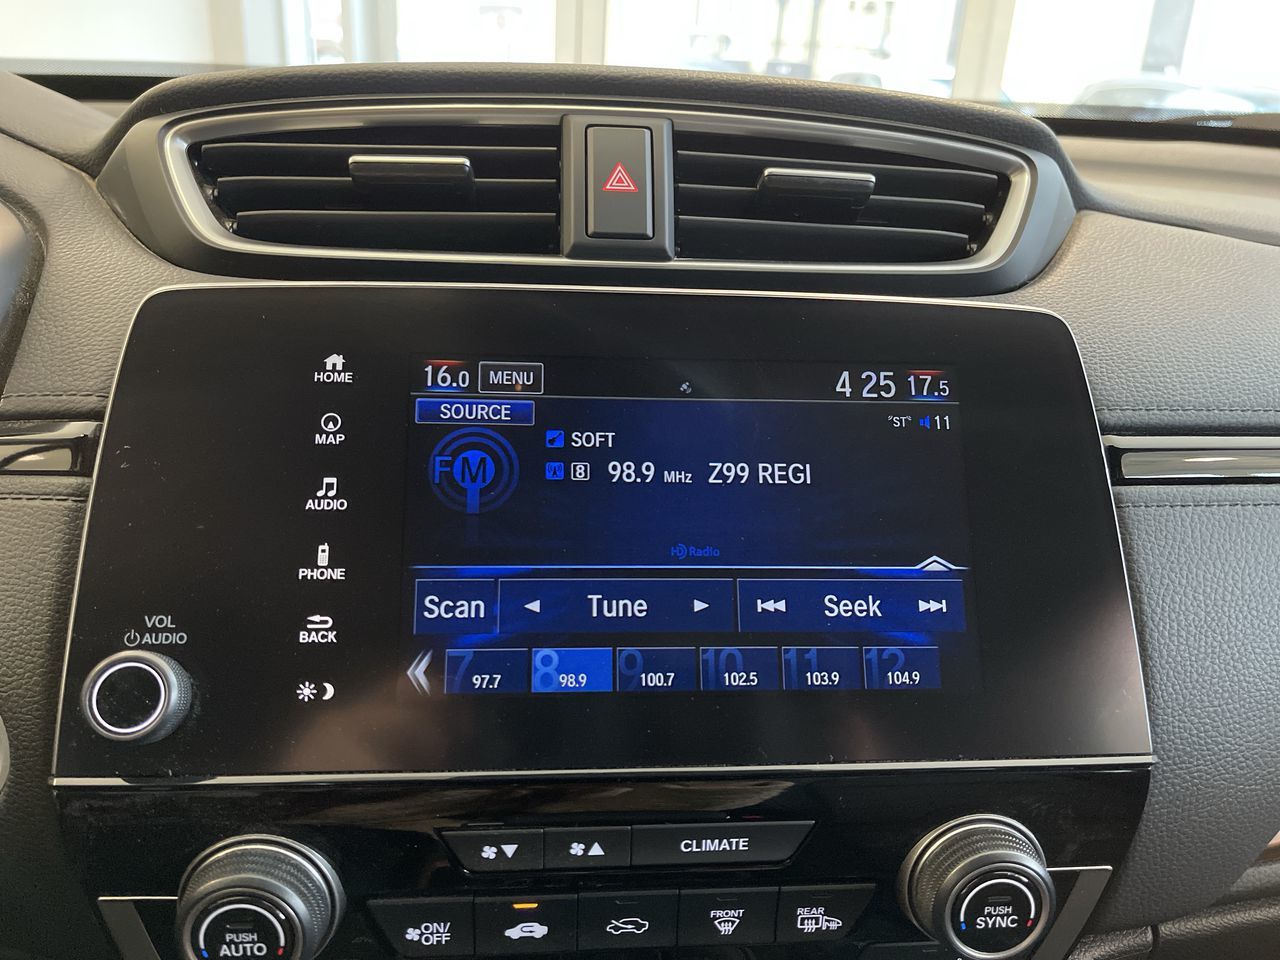 HOME
MAP
AUDIO
PHONE
BACK
VOL
AUDIO
16.0 MENU 4 25 17.5
SOURCE "ST" 11
FM SOFT
8 98.9 MHz Z99 REGI
HD Radio
Scan Tune Seek
7 97.7 8 98.9 9 100.7 10 102.5 11 103.9 12 104.9
CLIMATE
PUSH AUTO
ON/OFF
FRONT
REAR
PUSH SYNC